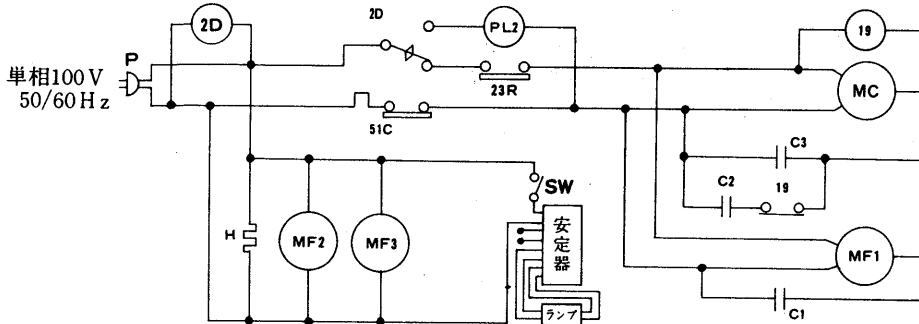 2D
2D
PL2
19
P
単相100V
50/60Hz
23R
MC
51C
C3
C2
19
SW
H
MF2
MF3
安定器
MF1
ランプ
C1